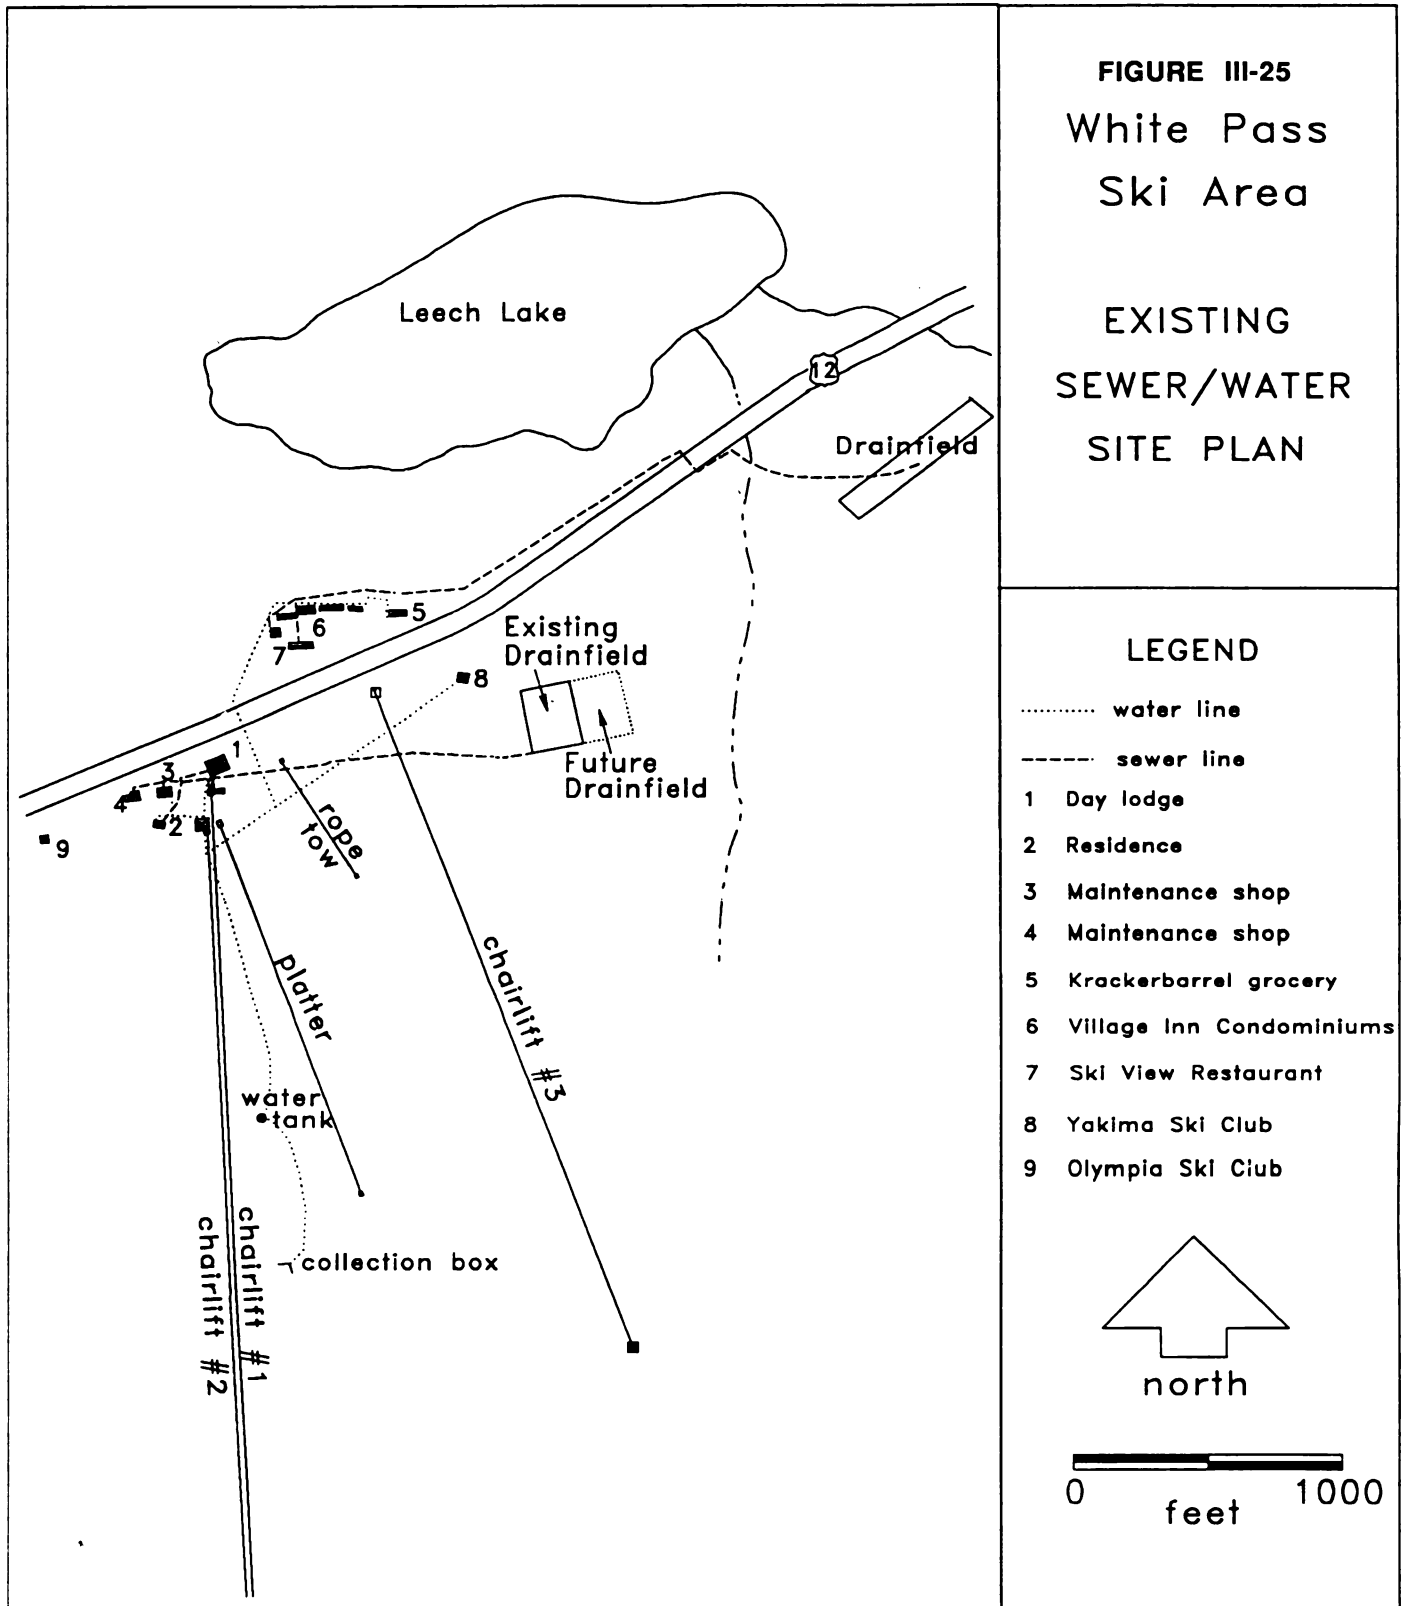 FIGURE III-25
White Pass
Ski Area
EXISTING
SEWER/WATER
SITE PLAN
Leech Lake
12
Drainfield
5
6
7
Existing
Drainfield
8
Future
Drainfield
1
3
4
2
9
rope
tow
platter
chairlift #3
water
tank
collection box
chairlift #1
chairlift #2
LEGEND
water line
sewer line
1 Day lodge
2 Residence
3 Maintenance shop
4 Maintenance shop
5 Krackerbarrel grocery
6 Village Inn Condominiums
7 Ski View Restaurant
8 Yakima Ski Club
9 Olympia Ski Club
north
0 1000
feet